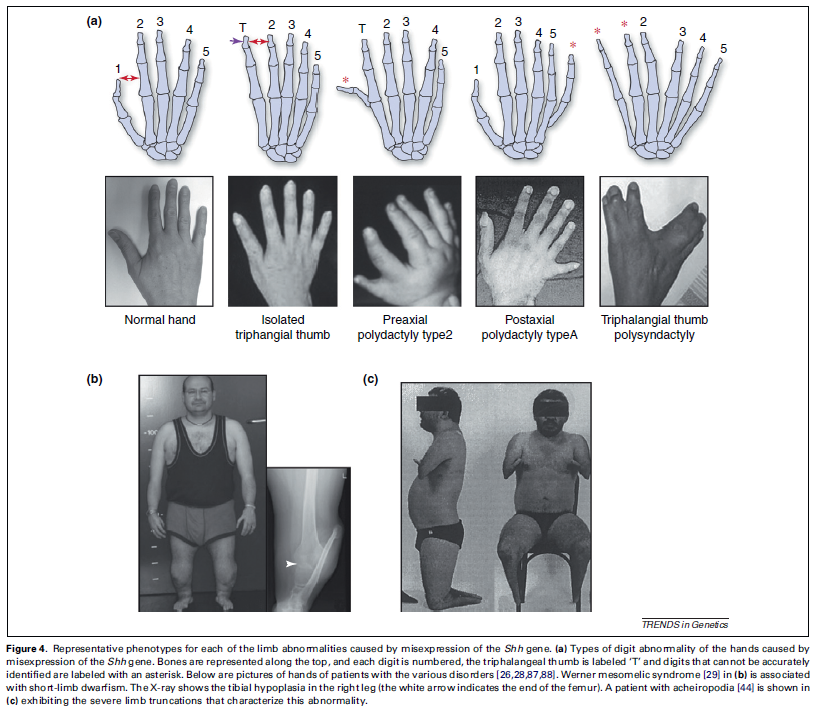 (a)
2 3 4 5 1
T 2 3 4 5
T 2 3 4 5 *
2 3 4 5 * 1
* * 2 3 4 5
Normal hand
Isolated
triphangial thumb
Preaxial
polydactyly type2
Postaxial
polydactyly typeA
Triphalangial thumb
polysyndactyly
(b)
(c)
L
TRENDS in Genetics
Figure 4. Representative phenotypes for each of the limb abnormalities caused by misexpression of the Shh gene. (a) Types of digit abnormality of the hands caused by
misexpression of the Shh gene. Bones are represented along the top, and each digit is numbered, the triphalangeal thumb is labeled ‘T’ and digits that cannot be accurately
identified are labeled with an asterisk. Below are pictures of hands of patients with the various disorders [26,28,87,88]. Werner mesomelic syndrome [29] in (b) is associated
with short-limb dwarfism. The X-ray shows the tibial hypoplasia in the right leg (the white arrow indicates the end of the femur). A patient with acheiropodia [44] is shown in
(c) exhibiting the severe limb truncations that characterize this abnormality.